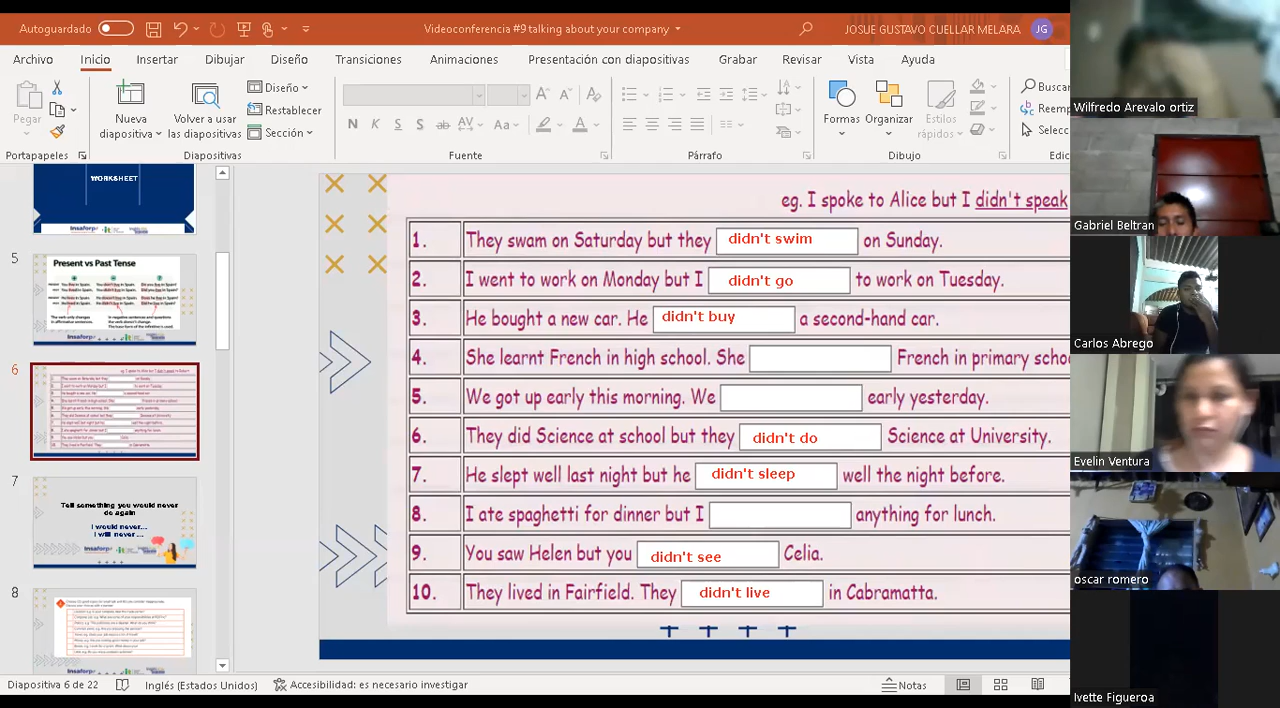 Autoguardado
Videoconferencia #9 talking about your company
JOSUE GUSTAVO CUELLAR MELARA
JG
Archivo Inicio Insertar Dibujar Diseño Transiciones Animaciones Presentación con diapositivas Grabar Revisar Vista Ayuda
Pegar
Nueva diapositiva
Volver a usar las diapositivas
Diseño
Restablecer
Sección
N K S S ab AV Aa A
Formas Organizar Estilos rápidos
Buscar
Reemp
Selecc
Portapapeles Diapositivas Fuente Párrafo Dibujo Edic
WORKSHEET
Insaforp
5
Present vs Past Tense
Insaforp
6
7
Tell something you would never do again
I would never...
I will never ...
Insaforp
8
eg. I spoke to Alice but I didn't speak
1. They swam on Saturday but they didn't swim on Sunday.
2. I went to work on Monday but I didn't go to work on Tuesday.
3. He bought a new car. He didn't buy a second-hand car.
4. She learnt French in high school. She French in primary schoo
5. We got up early this morning. We early yesterday.
6. They did Science at school but they didn't do Science at University.
7. He slept well last night but he didn't sleep well the night before.
8. I ate spaghetti for dinner but I anything for lunch.
9. You saw Helen but you didn't see Celia.
10. They lived in Fairfield. They didn't live in Cabramatta.
Wilfredo Arevalo ortiz
Gabriel Beltran
Carlos Abrego
Evelin Ventura
oscar romero
Ivette Figueroa
Diapositiva 6 de 22 Inglés (Estados Unidos) Accesibilidad: es necesario investigar Notas